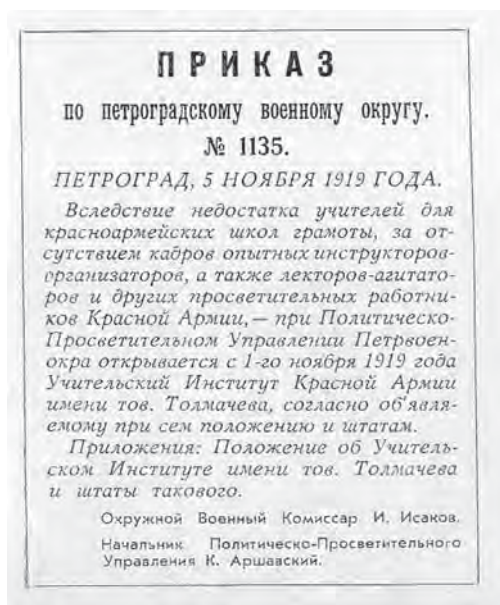 ПРИКАЗ
по петроградскому военному округу.
№ 1135.
ПЕТРОГРАД, 5 НОЯБРЯ 1919 ГОДА.
Вследствие недостатка учителей для
красноармейских школ грамоты, за от-
сутствием кадров опытных инструкторов-
организаторов, а также лекторов-агитато-
ров и других просветительных работни-
ков Красной Армии,— при Политическо-
Просветительном Управлении Петрвоен-
окра открывается с 1-го ноября 1919 года
Учительский Институт Красной Армии
имени тов. Толмачева, согласно об'явля-
емому при сем положению и штатам.
Приложения: Положение об Учитель-
ском Институте имени тов. Толмачева
и штаты такового.
Окружной Военный Комиссар И. Исаков.
Начальник Политическо-Просветительного
Управления К. Аршавский.